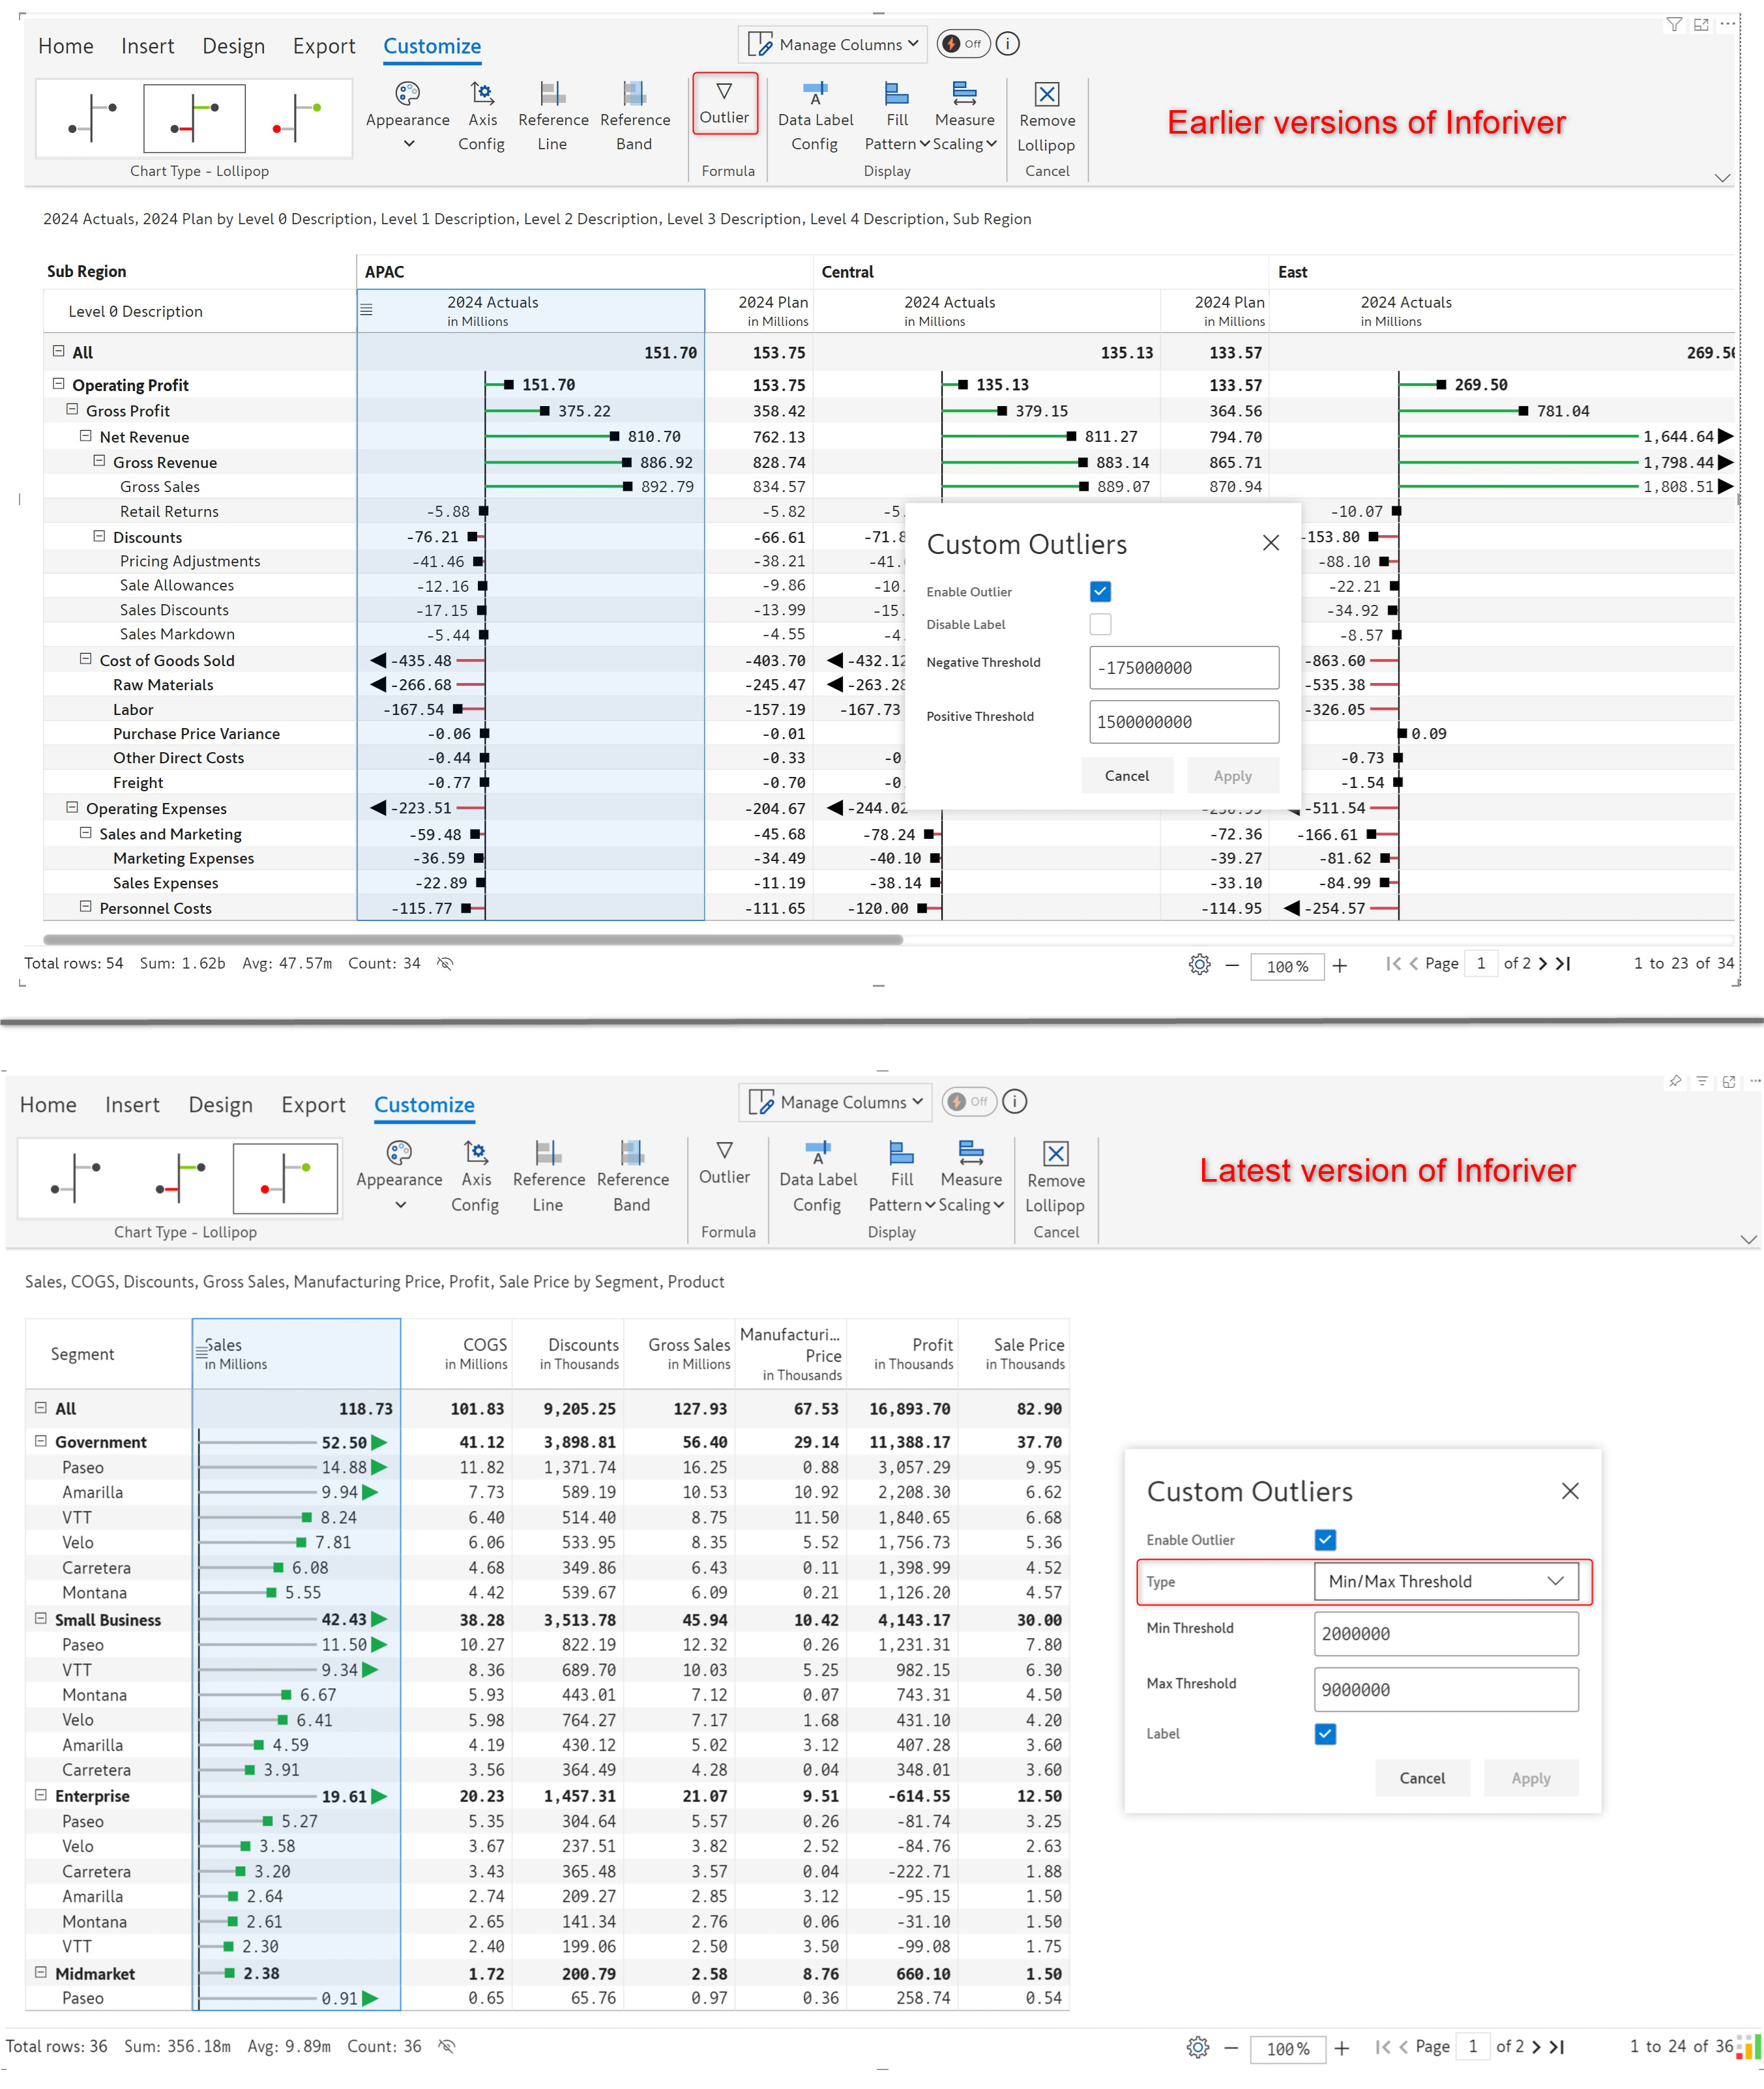 Home Insert Design Export Customize Manage Columns Off
Appearance Axis Config Reference Line Reference Band Outlier Data Label Config Fill Pattern Measure Scaling Remove Lollipop
Chart Type - Lollipop Formula Display Cancel
Earlier versions of Inforiver
2024 Actuals, 2024 Plan by Level 0 Description, Level 1 Description, Level 2 Description, Level 3 Description, Level 4 Description, Sub Region
Sub Region APAC Central East
Level 0 Description 2024 Actuals 2024 Plan 2024 Actuals 2024 Plan 2024 Actuals
in Millions in Millions in Millions in Millions in Millions
All 151.70 153.75 135.13 133.57 269.50
Operating Profit 151.70 153.75 135.13 133.57 269.50
Gross Profit 375.22 358.42 379.15 364.56 781.04
Net Revenue 810.70 762.13 811.27 794.70 1,644.64
Gross Revenue 886.92 828.74 883.14 865.71 1,798.44
Gross Sales 892.79 834.57 889.07 870.94 1,808.51
Retail Returns -5.88 -5.82 -5. -10.07
Discounts -76.21 -66.61 -71.8 -153.80
Pricing Adjustments -41.46 -38.21 -41. -88.10
Sale Allowances -12.16 -9.86 -10. -22.21
Sales Discounts -17.15 -13.99 -15. -34.92
Sales Markdown -5.44 -4.55 -4. -8.57
Cost of Goods Sold -435.48 -403.70 -432.12 -863.60
Raw Materials -266.68 -245.47 -263.28 -535.38
Labor -167.54 -157.19 -167.73 -326.05
Purchase Price Variance -0.06 -0.01 0.09
Other Direct Costs -0.44 -0.33 -0. -0.73
Freight -0.77 -0.70 -0. -1.54
Operating Expenses -223.51 -204.67 -244.02 -511.54
Sales and Marketing -59.48 -45.68 -78.24 -72.36 -166.61
Marketing Expenses -36.59 -34.49 -40.10 -39.27 -81.62
Sales Expenses -22.89 -11.19 -38.14 -33.10 -84.99
Personnel Costs -115.77 -111.65 -120.00 -114.95 -254.57
Custom Outliers
Enable Outlier
Disable Label
Negative Threshold -175000000
Positive Threshold 1500000000
Cancel Apply
Total rows: 54 Sum: 1.62b Avg: 47.57m Count: 34 100 % Page 1 of 2 1 to 23 of 34
Home Insert Design Export Customize Manage Columns Off
Appearance Axis Config Reference Line Reference Band Outlier Data Label Config Fill Pattern Measure Scaling Remove Lollipop
Chart Type - Lollipop Formula Display Cancel
Latest version of Inforiver
Sales, COGS, Discounts, Gross Sales, Manufacturing Price, Profit, Sale Price by Segment, Product
Segment Sales COGS Discounts Gross Sales Manufacturi... Price Profit Sale Price
in Millions in Millions in Thousands in Millions in Thousands in Thousands in Thousands
All 118.73 101.83 9,205.25 127.93 67.53 16,893.70 82.90
Government 52.50 41.12 3,898.81 56.40 29.14 11,388.17 37.70
Paseo 14.88 11.82 1,371.74 16.25 0.88 3,057.29 9.95
Amarilla 9.94 7.73 589.19 10.53 10.92 2,208.30 6.62
VTT 8.24 6.40 514.40 8.75 11.50 1,840.65 6.68
Velo 7.81 6.06 533.95 8.35 5.52 1,756.73 5.36
Carretera 6.08 4.68 349.86 6.43 0.11 1,398.99 4.52
Montana 5.55 4.42 539.67 6.09 0.21 1,126.20 4.57
Small Business 42.43 38.28 3,513.78 45.94 10.42 4,143.17 30.00
Paseo 11.50 10.27 822.19 12.32 0.26 1,231.31 7.80
VTT 9.34 8.36 689.70 10.03 5.25 982.15 6.30
Montana 6.67 5.93 443.01 7.12 0.07 743.31 4.50
Velo 6.41 5.98 764.27 7.17 1.68 431.10 4.20
Amarilla 4.59 4.19 430.12 5.02 3.12 407.28 3.60
Carretera 3.91 3.56 364.49 4.28 0.04 348.01 3.60
Enterprise 19.61 20.23 1,457.31 21.07 9.51 -614.55 12.50
Paseo 5.27 5.35 304.64 5.57 0.26 -81.74 3.25
Velo 3.58 3.67 237.51 3.82 2.52 -84.76 2.63
Carretera 3.20 3.43 365.48 3.57 0.04 -222.71 1.88
Amarilla 2.64 2.74 209.27 2.85 3.12 -95.15 1.50
Montana 2.61 2.65 141.34 2.76 0.06 -31.10 1.50
VTT 2.30 2.40 199.06 2.50 3.50 -99.08 1.75
Midmarket 2.38 1.72 200.79 2.58 8.76 660.10 1.50
Paseo 0.91 0.65 65.76 0.97 0.36 258.74 0.54
Custom Outliers
Enable Outlier
Type Min/Max Threshold
Min Threshold 2000000
Max Threshold 9000000
Label
Cancel Apply
Total rows: 36 Sum: 356.18m Avg: 9.89m Count: 36 100 % Page 1 of 2 1 to 24 of 36